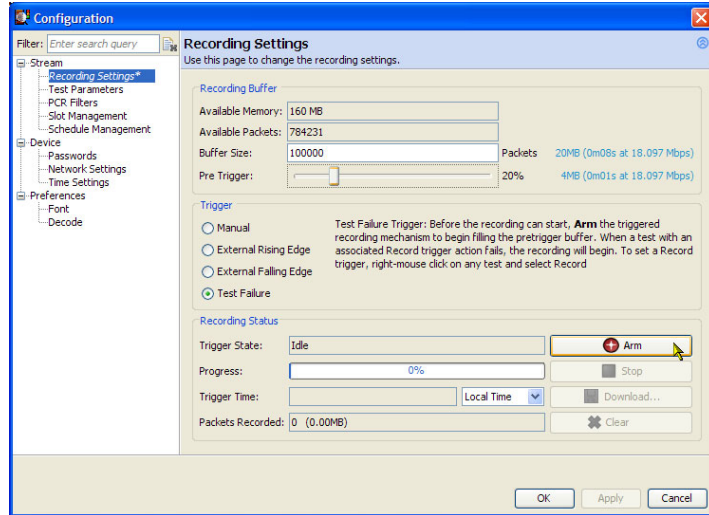 Configuration
Filter: Enter search query
Stream
Recording Settings*
Test Parameters
PCR Filters
Slot Management
Schedule Management
Device
Passwords
Network Settings
Time Settings
Preferences
Font
Decode
Recording Settings
Use this page to change the recording settings.
Recording Buffer
Available Memory: 160 MB
Available Packets: 784231
Buffer Size: 100000 Packets 20MB (0m08s at 18.097 Mbps)
Pre Trigger: 20% 4MB (0m01s at 18.097 Mbps)
Trigger
Manual
External Rising Edge
External Falling Edge
Test Failure
Test Failure Trigger: Before the recording can start, Arm the triggered
recording mechanism to begin filling the pretrigger buffer. When a test with an
associated Record trigger action fails, the recording will begin. To set a Record
trigger, right-mouse click on any test and select Record
Recording Status
Trigger State: Idle Arm
Progress: 0% Stop
Trigger Time: Local Time Download...
Packets Recorded: 0 (0.00MB) Clear
OK Apply Cancel